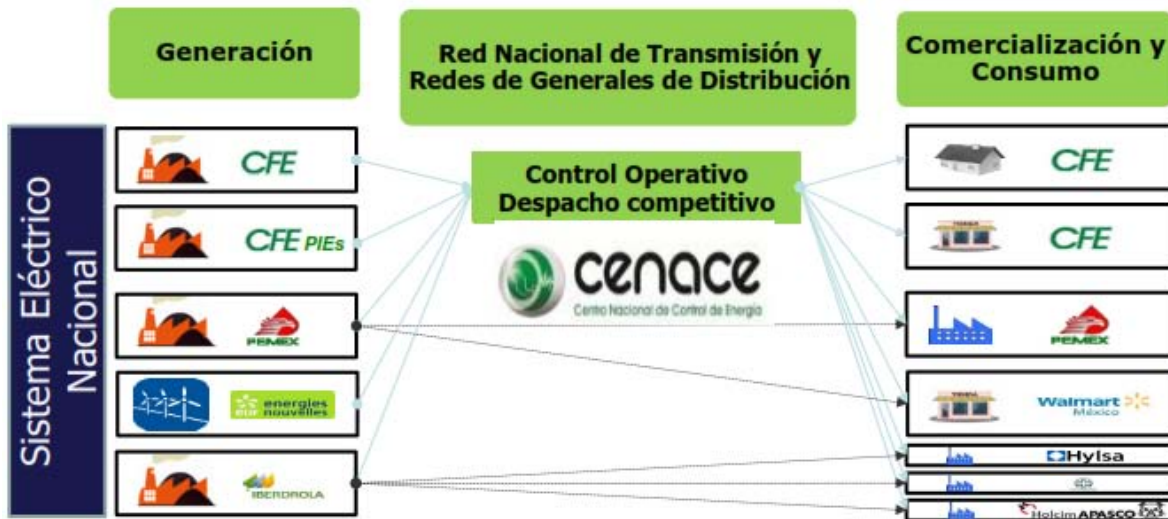 Generación
Red Nacional de Transmisión y
Redes de Generales de Distribución
Comercialización y
Consumo
Sistema Eléctrico
Nacional
Control Operativo
Despacho competitivo
cenace
Centro Nacional de Control de Energía
CFE
CFE PIEs
PEMEX
eDF energies
nouvelles
IBERDROLA
CFE
CFE
PEMEX
Walmart
México
Hylsa
Holcim APASCO